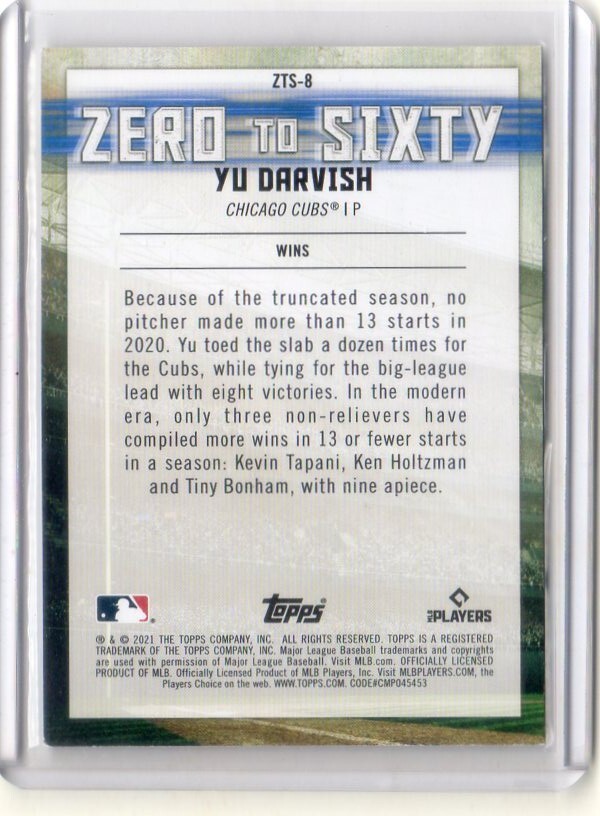 ZTS-8
ZERO TO SIXTY
YU DARVISH
CHICAGO CUBS® | P
WINS
Because of the truncated season, no
pitcher made more than 13 starts in
2020. Yu toed the slab a dozen times for
the Cubs, while tying for the big-league
lead with eight victories. In the modern
era, only three non-relievers have
compiled more wins in 13 or fewer starts
in a season: Kevin Tapani, Ken Holtzman
and Tiny Bonham, with nine apiece.
Topps®
MLB PLAYERS
® & © 2021 THE TOPPS COMPANY, INC. ALL RIGHTS RESERVED. TOPPS IS A REGISTERED
TRADEMARK OF THE TOPPS COMPANY, INC. Major League Baseball trademarks and copyrights
are used with permission of Major League Baseball. Visit MLB.com. OFFICIALLY LICENSED
PRODUCT OF MLB. Officially Licensed Product of MLB Players, Inc. Visit MLBPLAYERS.COM, the
Players Choice on the web. WWW.TOPPS.COM. CODE#CMP045453